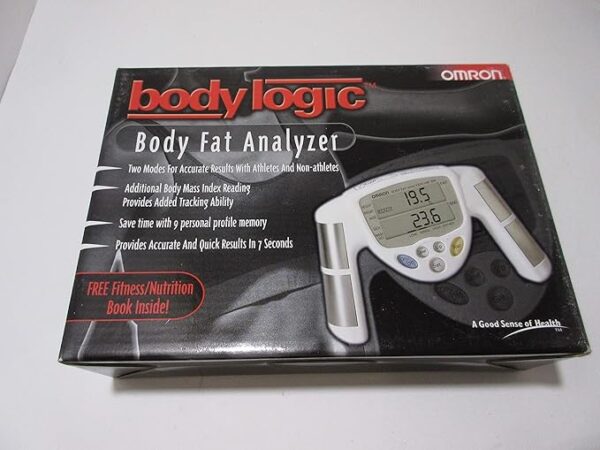 OMRON
body logic™
Body Fat Analyzer
Two Modes For Accurate Results With Athletes And Non-athletes
Additional Body Mass Index Reading
Provides Added Tracking Ability
Save time with 9 personal profile memory
Provides Accurate And Quick Results In 7 Seconds
FREE Fitness/Nutrition
Book Inside!
OMRON
19.5
23.6
A Good Sense of Health™